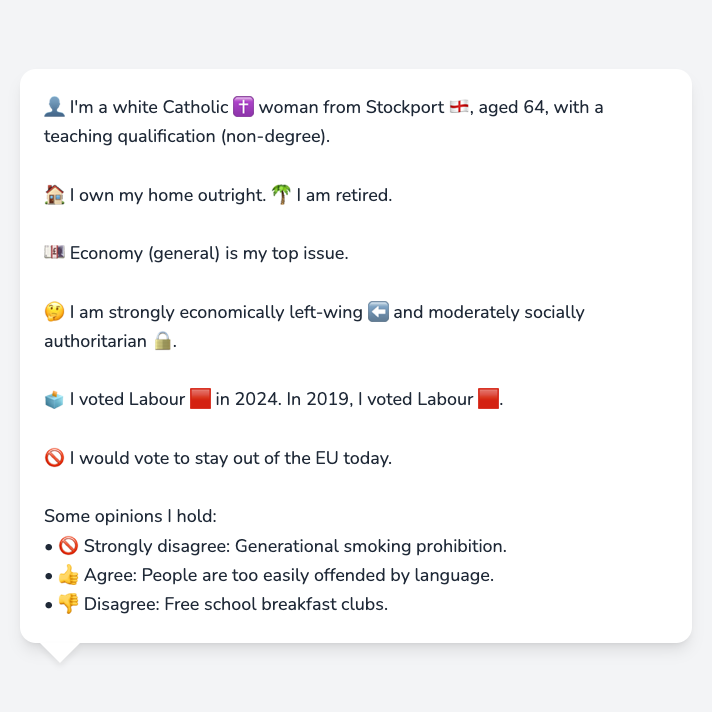 👤 I'm a white Catholic ✝️ woman from Stockport 🏴󠁧󠁢󠁥󠁮󠁧󠁿, aged 64, with a
teaching qualification (non-degree).
🏠 I own my home outright. 🌴 I am retired.
💷 Economy (general) is my top issue.
🤔 I am strongly economically left-wing ⬅️ and moderately socially
authoritarian 🔒.
🗳️ I voted Labour 🟥 in 2024. In 2019, I voted Labour 🟥.
🚫 I would vote to stay out of the EU today.
Some opinions I hold:
• 🚫 Strongly disagree: Generational smoking prohibition.
• 👍 Agree: People are too easily offended by language.
• 👎 Disagree: Free school breakfast clubs.